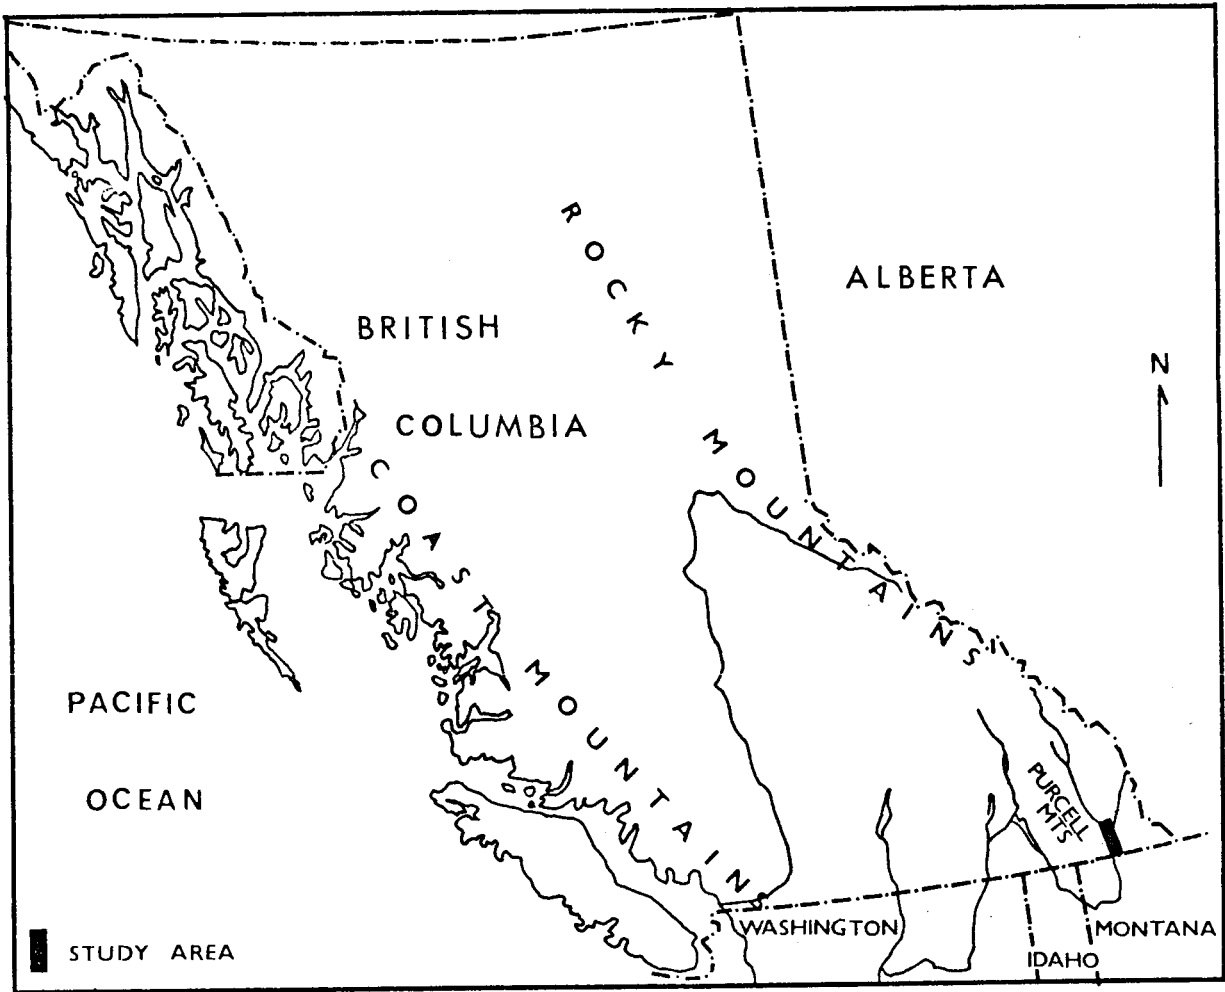 ROCKY MOUNTAINS
ALBERTA
BRITISH
COLUMBIA
N
COAST MOUNTAINS
PACIFIC
OCEAN
PURCELL
MTS
WASHINGTON
MONTANA
IDAHO
STUDY AREA